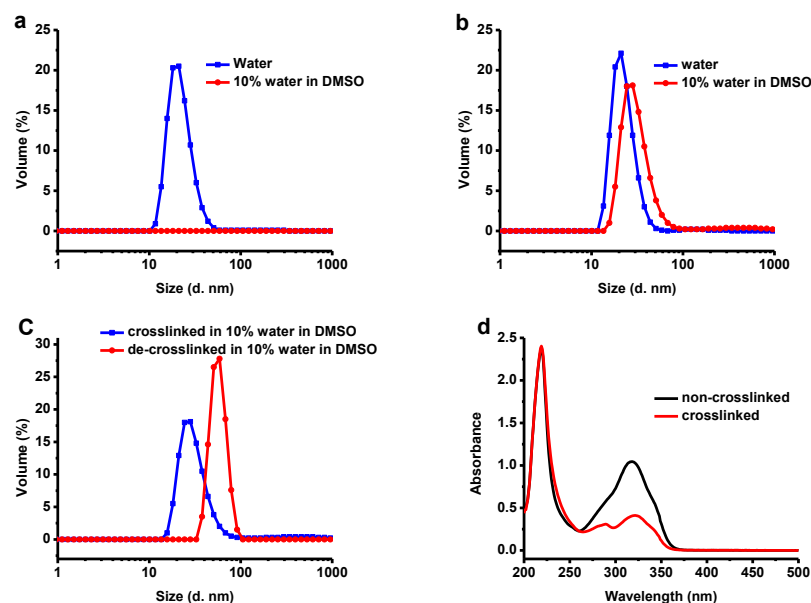 a
Water
10% water in DMSO
Volume (%)
25
20
15
10
5
0
1
10
100
1000
Size (d. nm)
b
water
10% water in DMSO
Volume (%)
25
20
15
10
5
0
1
10
100
1000
Size (d. nm)
C
crosslinked in 10% water in DMSO
de-crosslinked in 10% water in DMSO
Volume (%)
30
25
20
15
10
5
0
1
10
100
1000
Size (d. nm)
d
non-crosslinked
crosslinked
Absorbance
2.5
2.0
1.5
1.0
0.5
0.0
200
250
300
350
400
450
500
Wavelength (nm)